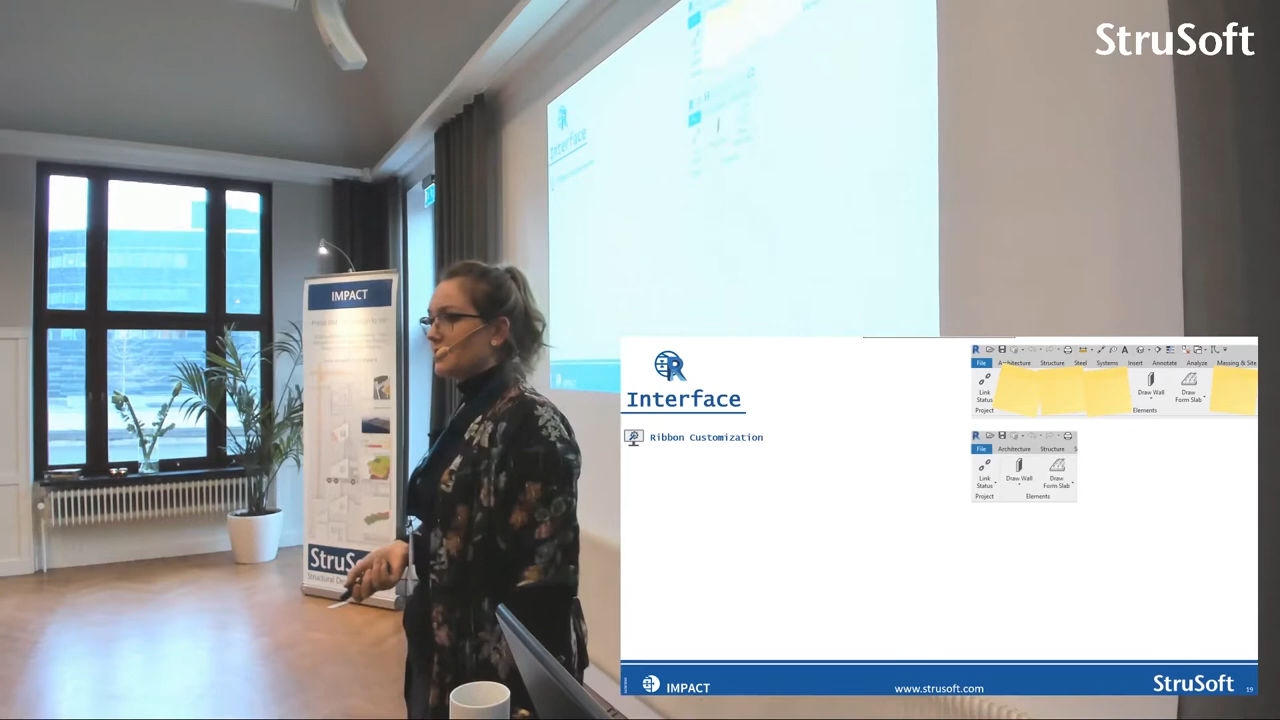 StruSoft
Interface
IMPACT
StruS
Interface
Ribbon Customization
File Architecture Structure Steel Systems Insert Annotate Analyze Massing & Site
Link Status
Draw Wall
Draw Form Slab
Project
Elements
File Architecture Structure
Link Status
Draw Wall
Draw Form Slab
Project
Elements
IMPACT
www.strusoft.com
StruSoft
19